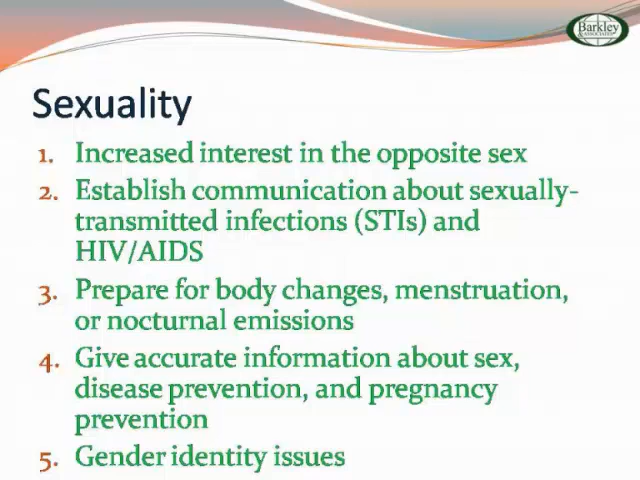 Barkley
& ASSOCIATES
Sexuality
1. Increased interest in the opposite sex
2. Establish communication about sexually-
transmitted infections (STIs) and
HIV/AIDS
3. Prepare for body changes, menstruation,
or nocturnal emissions
4. Give accurate information about sex,
disease prevention, and pregnancy
prevention
5. Gender identity issues